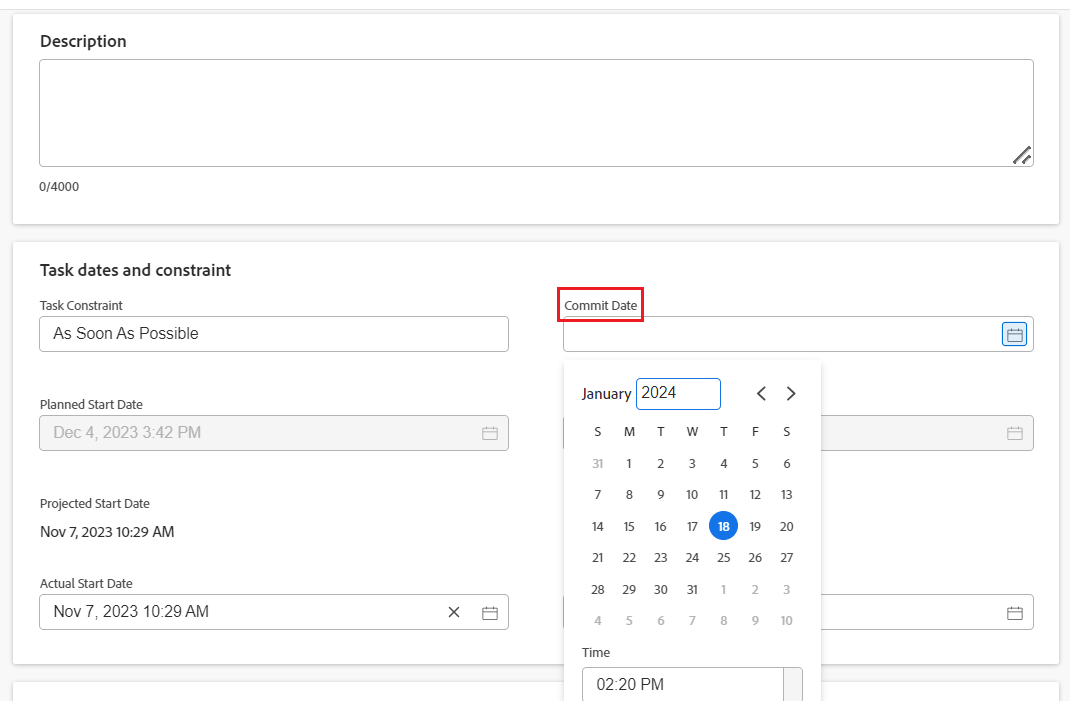 Description
0/4000
Task dates and constraint
Task Constraint
As Soon As Possible
Commit Date
January 2024
S M T W T F S
31 1 2 3 4 5 6
7 8 9 10 11 12 13
14 15 16 17 18 19 20
21 22 23 24 25 26 27
28 29 30 31 1 2 3
4 5 6 7 8 9 10
Time
02:20 PM
Planned Start Date
Dec 4, 2023 3:42 PM
Projected Start Date
Nov 7, 2023 10:29 AM
Actual Start Date
Nov 7, 2023 10:29 AM